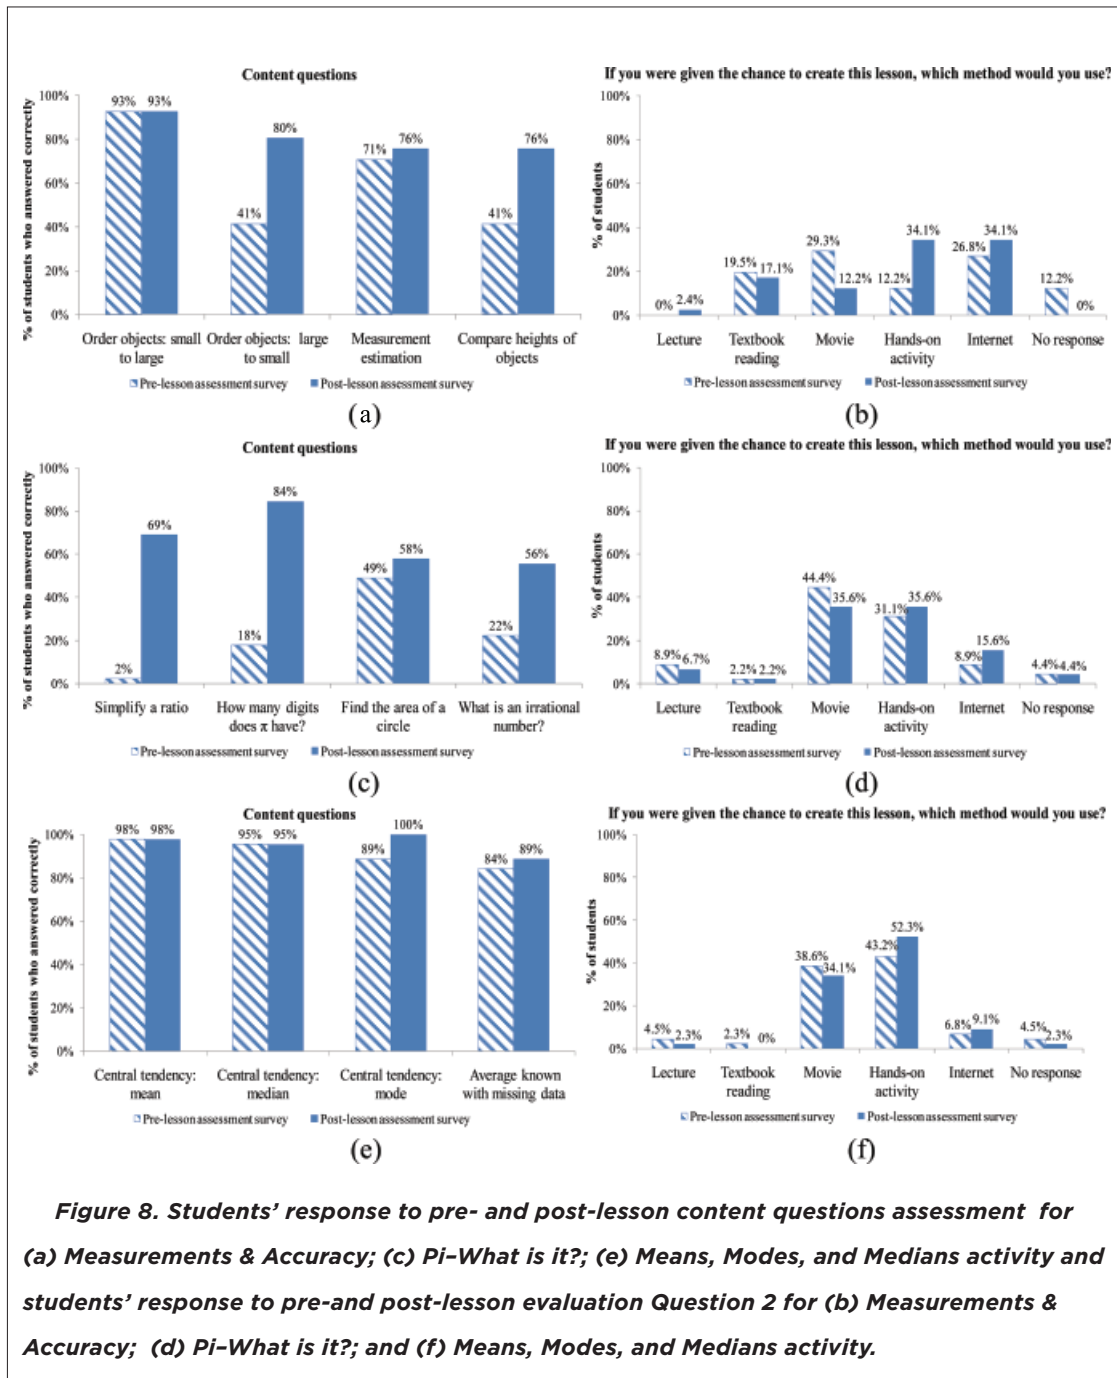 Content questions
% of students who answered correctly
100%
80%
60%
40%
20%
0%
93% 93%
41% 80%
71% 76%
41% 76%
Order objects: small to large
Order objects: large to small
Measurement estimation
Compare heights of objects
Pre-lesson assessment survey Post-lesson assessment survey
(a)
If you were given the chance to create this lesson, which method would you use?
% of students
100%
80%
60%
40%
20%
0%
0% 2.4%
19.5% 17.1%
29.3% 12.2%
12.2% 34.1%
26.8% 34.1%
12.2% 0%
Lecture
Textbook reading
Movie
Hands-on activity
Internet
No response
Pre-lesson assessment survey Post-lesson assessment survey
(b)
Content questions
% of students who answered correctly
100%
80%
60%
40%
20%
0%
2% 69%
18% 84%
49% 58%
22% 56%
Simplify a ratio
How many digits does π have?
Find the area of a circle
What is an irrational number?
Pre-lesson assessment survey Post-lesson assessment survey
(c)
If you were given the chance to create this lesson, which method would you use?
% of students
100%
80%
60%
40%
20%
0%
8.9% 6.7%
2.2% 2.2%
44.4% 35.6%
31.1% 35.6%
8.9% 15.6%
4.4% 4.4%
Lecture
Textbook reading
Movie
Hands-on activity
Internet
No response
Pre-lesson assessment survey Post-lesson assessment survey
(d)
Content questions
% of students who answered correctly
100%
80%
60%
40%
20%
0%
98% 98%
95% 95%
89% 100%
84% 89%
Central tendency: mean
Central tendency: median
Central tendency: mode
Average known with missing data
Pre-lesson assessment survey Post-lesson assessment survey
(e)
If you were given the chance to create this lesson, which method would you use?
% of students
100%
80%
60%
40%
20%
0%
4.5% 2.3%
2.3% 0%
38.6% 34.1%
43.2% 52.3%
6.8% 9.1%
4.5% 2.3%
Lecture
Textbook reading
Movie
Hands-on activity
Internet
No response
Pre-lesson assessment survey Post-lesson assessment survey
(f)
Figure 8. Students' response to pre- and post-lesson content questions assessment for
(a) Measurements & Accuracy; (c) Pi–What is it?; (e) Means, Modes, and Medians activity and
students' response to pre-and post-lesson evaluation Question 2 for (b) Measurements &
Accuracy; (d) Pi–What is it?; and (f) Means, Modes, and Medians activity.